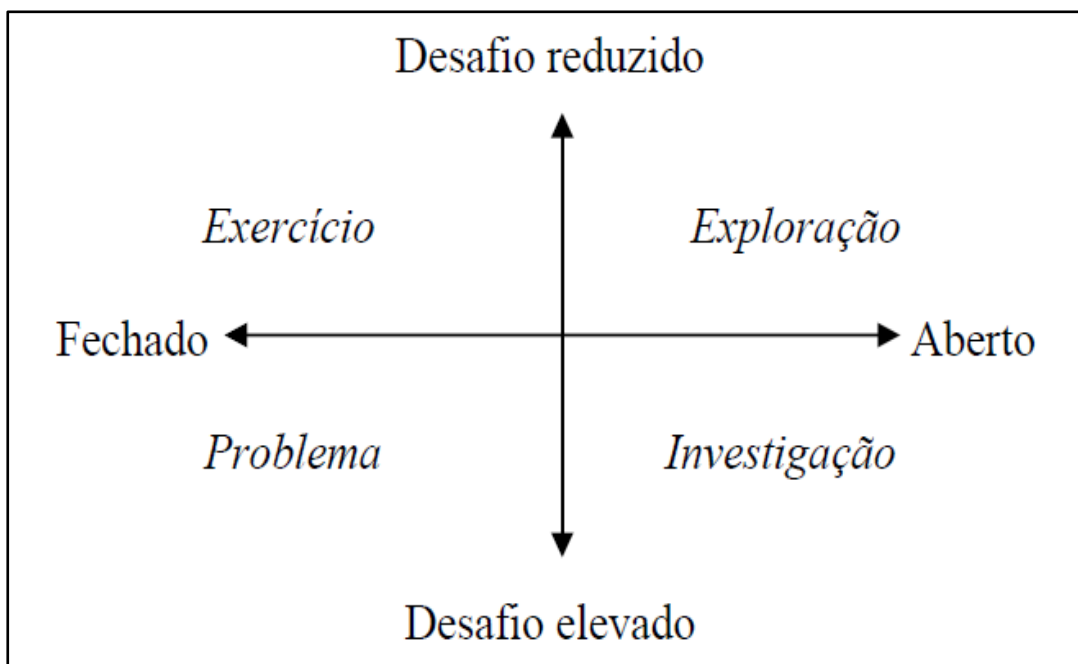 Desafio reduzido
Exercício
Exploração
Fechado
Aberto
Problema
Investigação
Desafio elevado